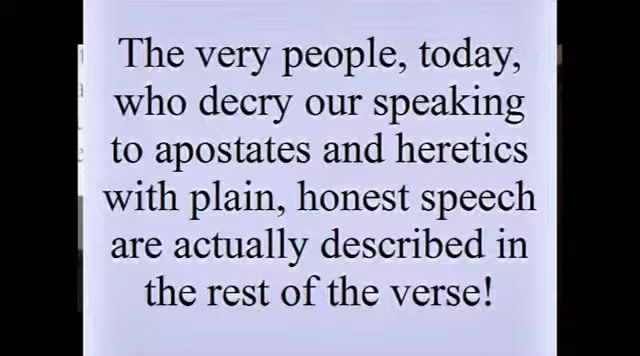 The very people, today,
who decry our speaking
to apostates and heretics
with plain, honest speech
are actually described in
the rest of the verse!